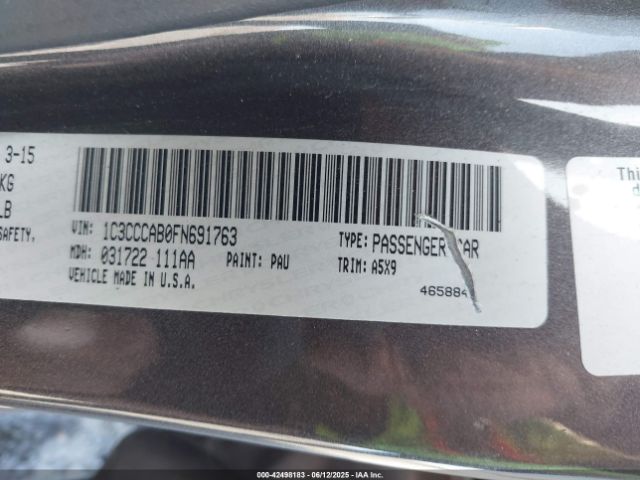 3-15
KG
LB
SAFETY,
VIN: 1C3CCCAB0FN691763
TYPE: PASSENGER CAR
MDH: 031722 111AA PAINT: PAU TRIM: A5X9
VEHICLE MADE IN U.S.A.
46588
Thi
d
000-42498183 - 06/12/2025 - IAA Inc.